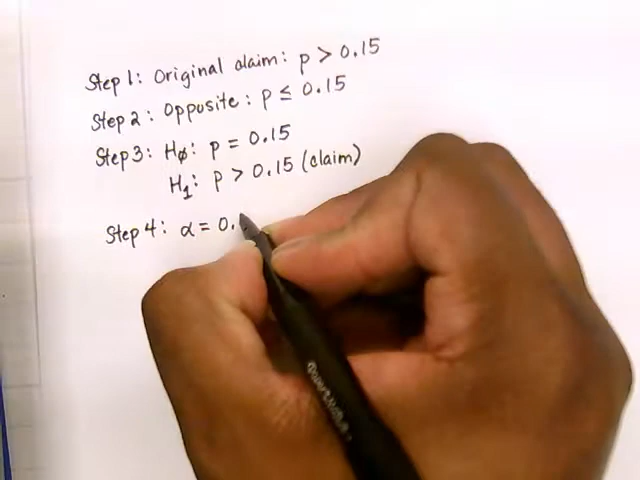 Step 1: Original claim: p > 0.15
Step 2: Opposite: p ≤ 0.15
Step 3: H∅: p = 0.15
H₁: p > 0.15 (claim)
Step 4: α = 0.